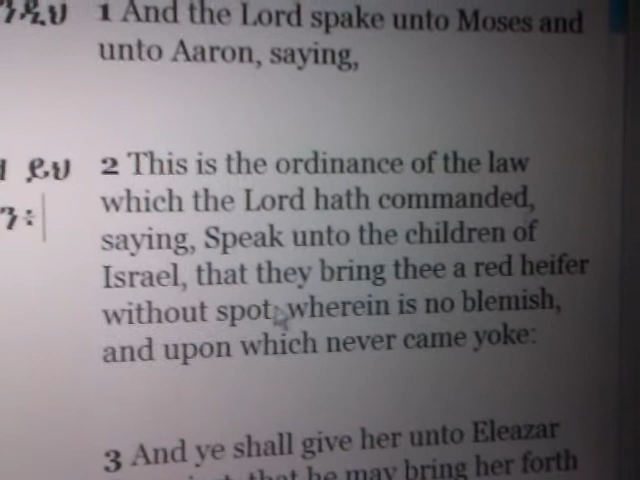 1 And the Lord spake unto Moses and
unto Aaron, saying,
ይህ
2 This is the ordinance of the law
which the Lord hath commanded,
saying, Speak unto the children of
Israel, that they bring thee a red heifer
without spot, wherein is no blemish,
and upon which never came yoke:
3 And ye shall give her unto Eleazar
that he may bring her forth